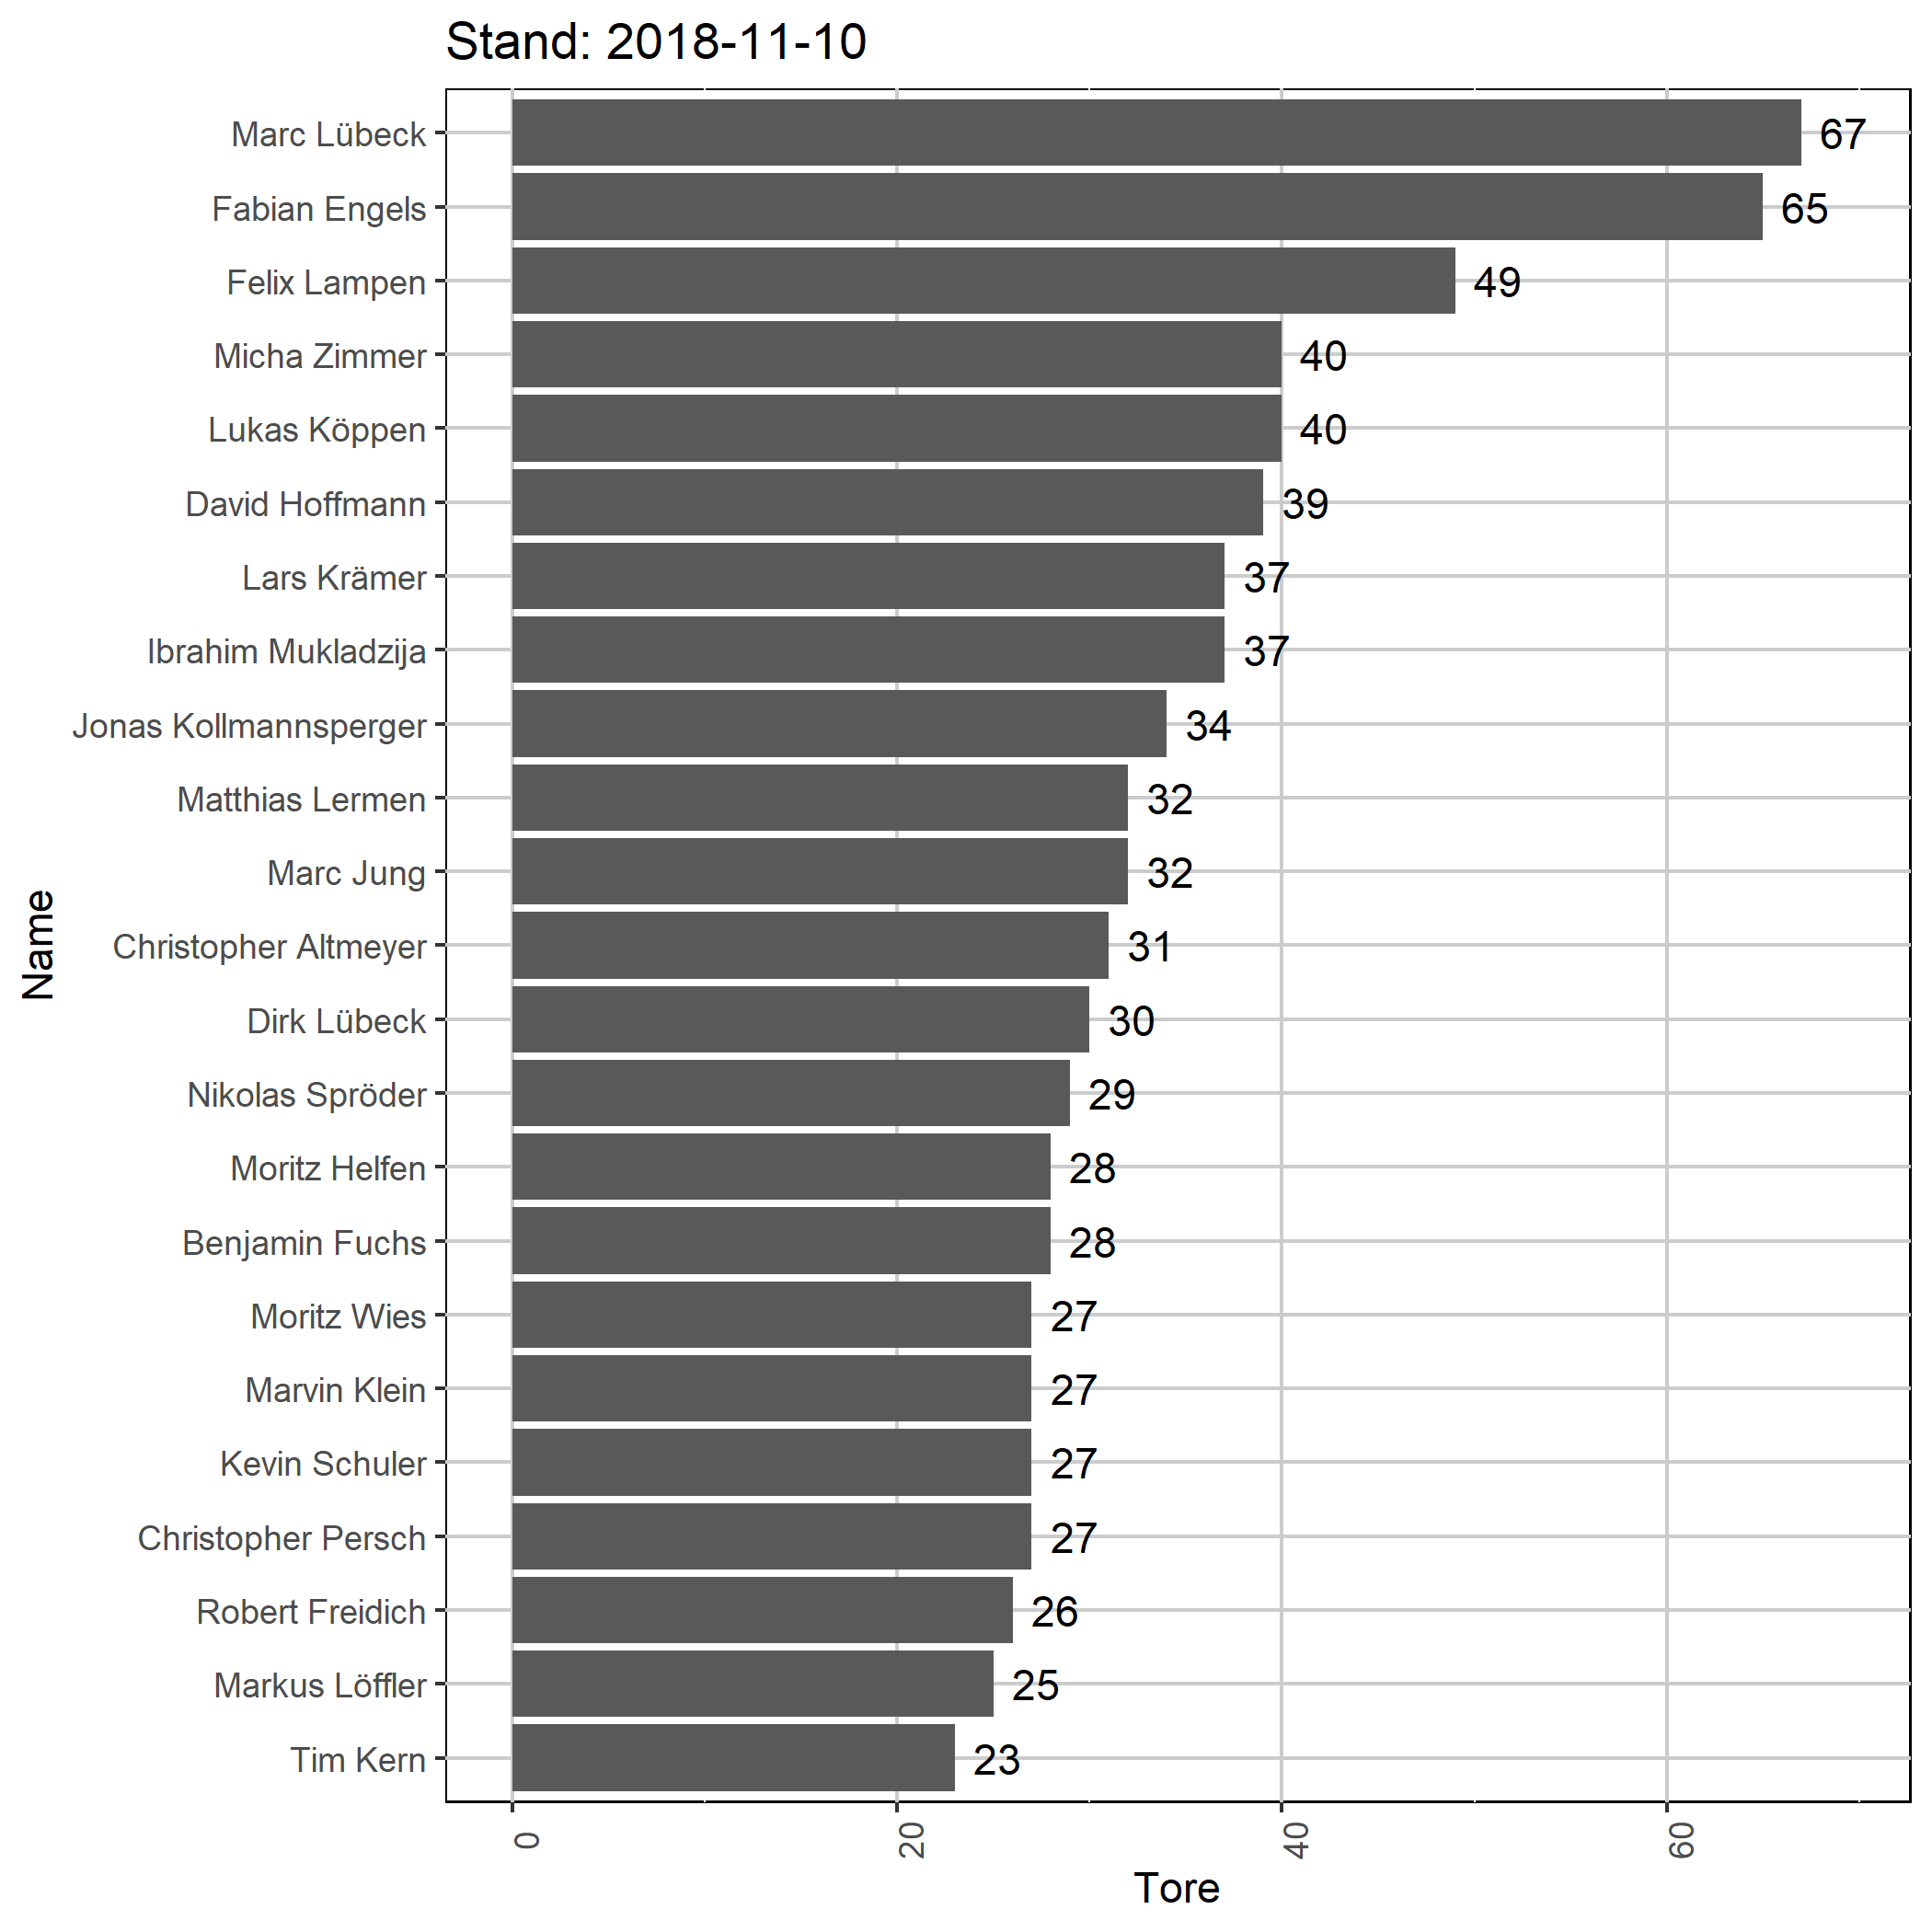 Stand: 2018-11-10
Marc Lübeck 67
Fabian Engels 65
Felix Lampen 49
Micha Zimmer 40
Lukas Köppen 40
David Hoffmann 39
Lars Krämer 37
Ibrahim Mukladzija 37
Jonas Kollmannsperger 34
Matthias Lermen 32
Marc Jung 32
Christopher Altmeyer 31
Dirk Lübeck 30
Nikolas Spröder 29
Moritz Helfen 28
Benjamin Fuchs 28
Moritz Wies 27
Marvin Klein 27
Kevin Schuler 27
Christopher Persch 27
Robert Freidich 26
Markus Löffler 25
Tim Kern 23
Name
0 20 40 60
Tore